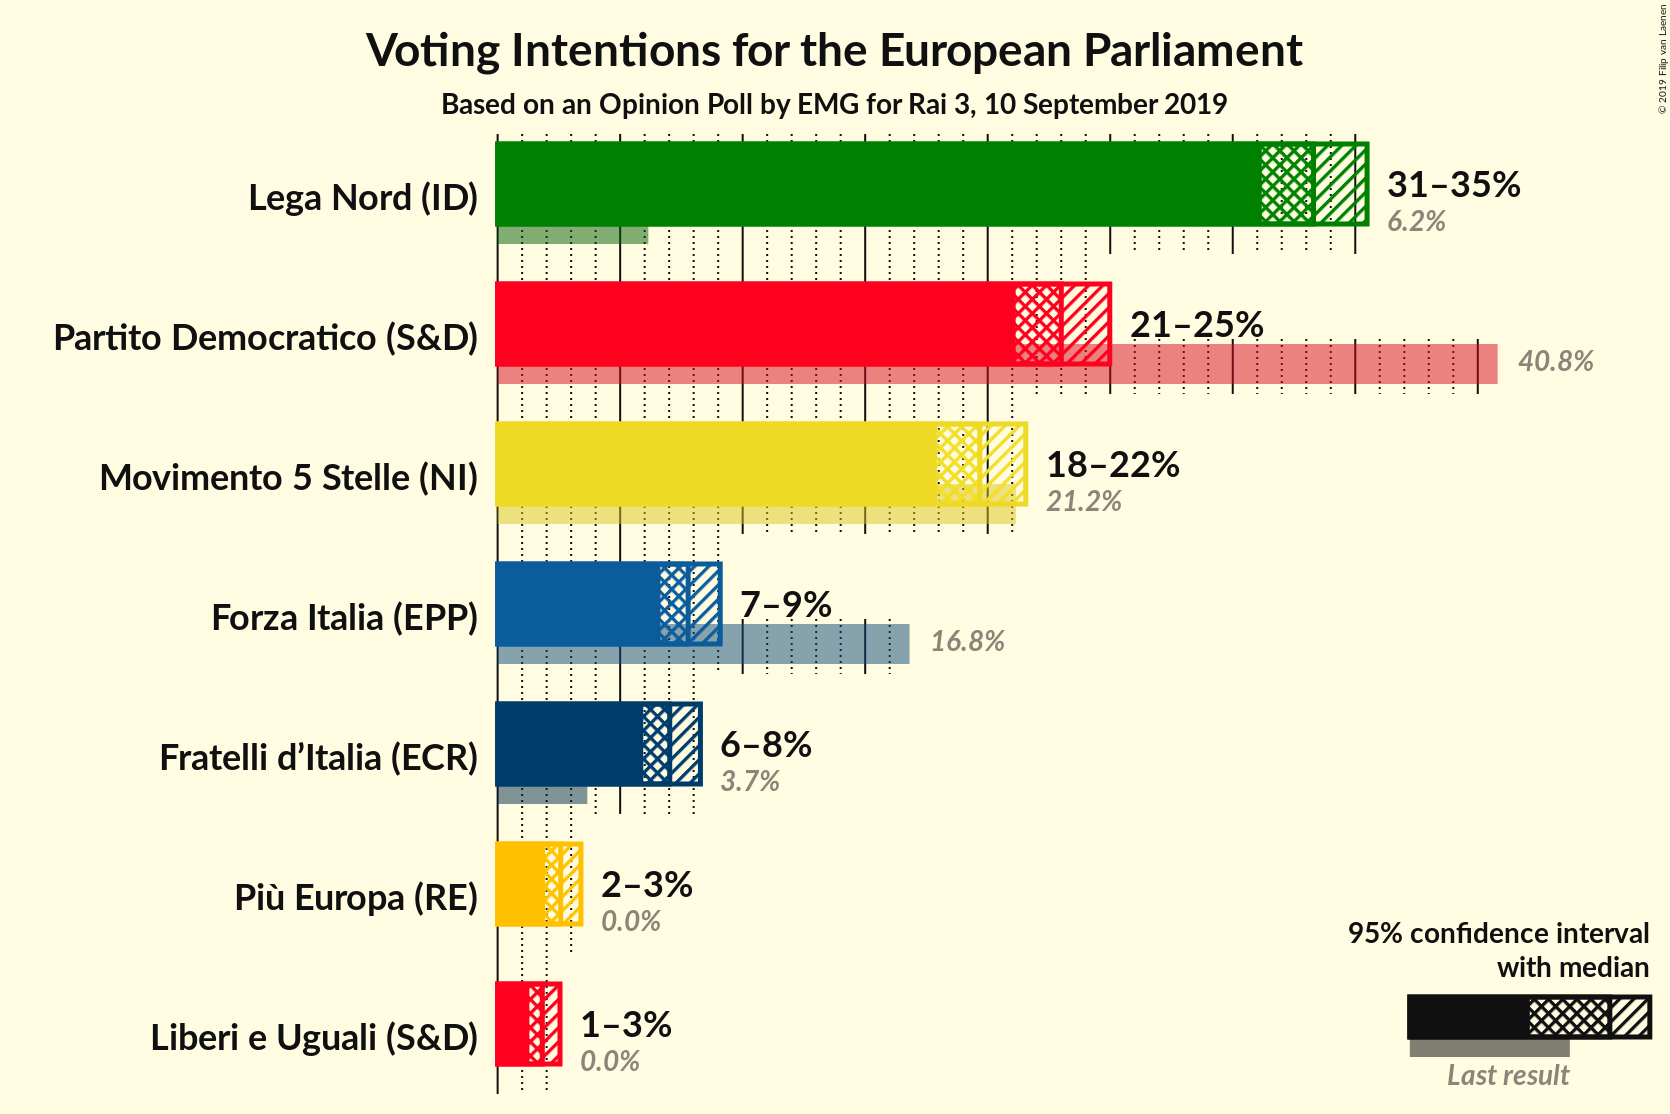 Voting Intentions for the European Parliament
Based on an Opinion Poll by EMG for Rai 3, 10 September 2019
© 2019 Filip van Laenen
Lega Nord (ID)
31–35%
6.2%
Partito Democratico (S&D)
21–25%
40.8%
Movimento 5 Stelle (NI)
18–22%
21.2%
Forza Italia (EPP)
7–9%
16.8%
Fratelli d’Italia (ECR)
6–8%
3.7%
Più Europa (RE)
2–3%
0.0%
Liberi e Uguali (S&D)
1–3%
0.0%
95% confidence interval
with median
Last result